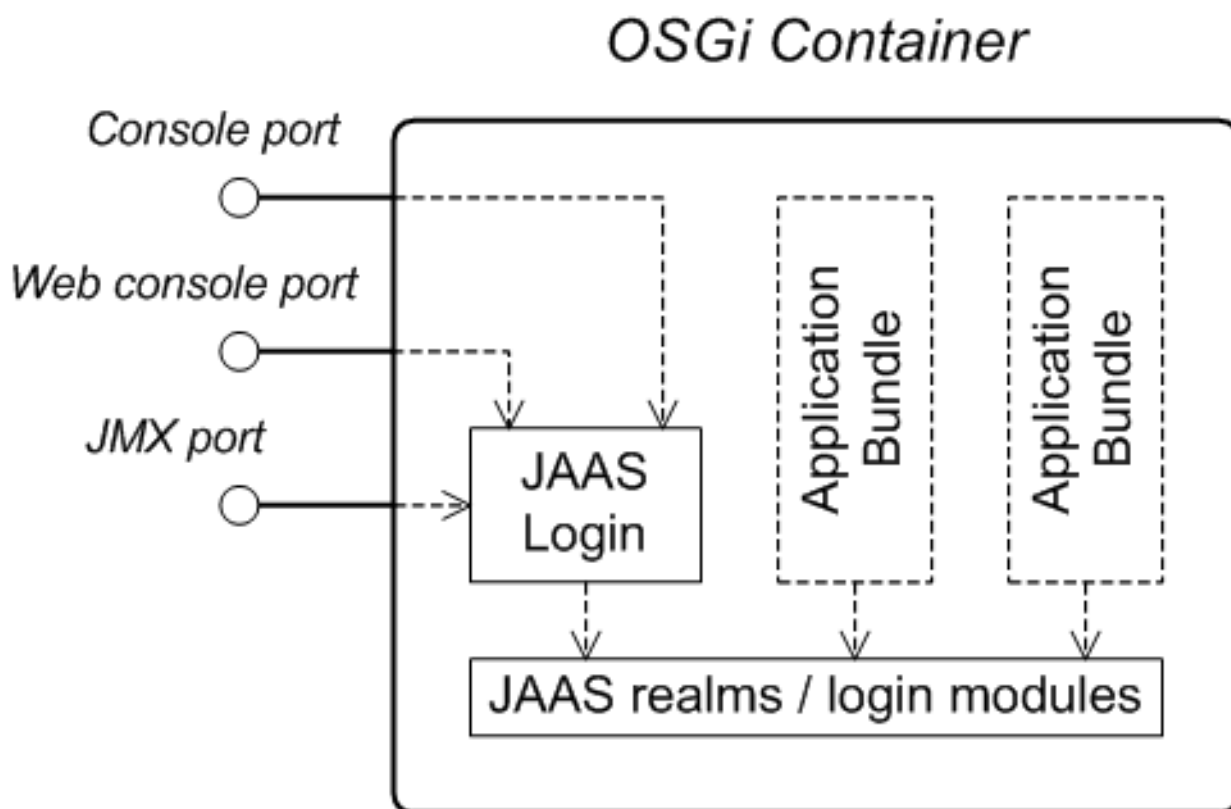 OSGi Container
Console port
Web console port
JMX port
JAAS
Login
Application
Bundle
Application
Bundle
JAAS realms / login modules